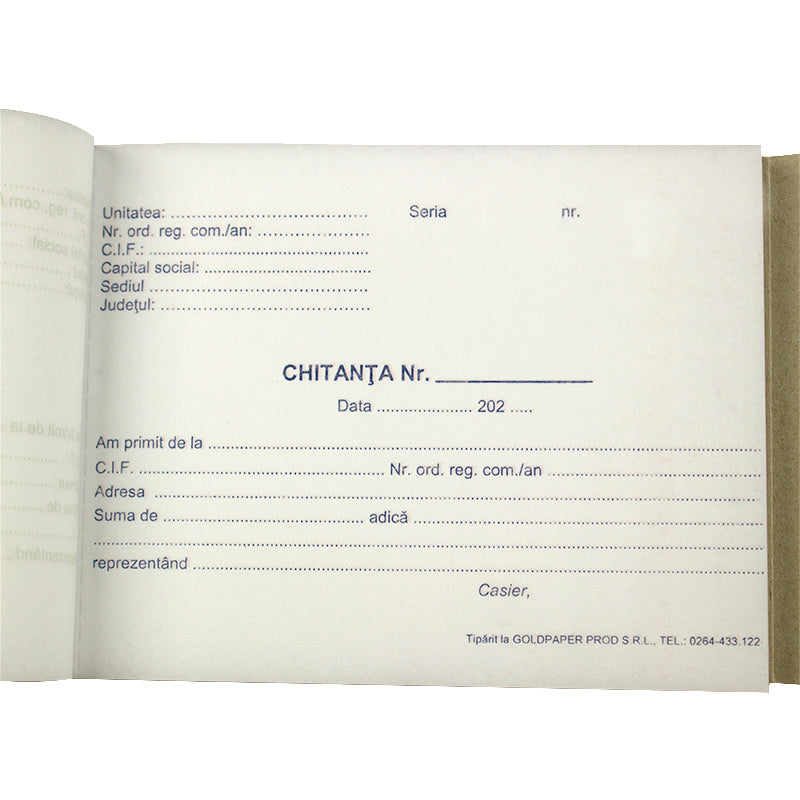 Unitatea: ........................................ Seria nr.
Nr. ord. reg. com./an: .......................
C.I.F.: .............................................
Capital social: ..................................
Sediul .............................................
Judeţul: ...........................................
CHITANŢA Nr. ______________
Data ..................... 202 .....
Am primit de la ....................................................................................
C.I.F. ................................................... Nr. ord. reg. com./an ...........................
Adresa ....................................................................................
Suma de .......................................... adică ..........................................
....................................................................................
reprezentând ....................................................................................
Casier,
Tipărit la GOLDPAPER PROD S.R.L., TEL.: 0264-433.122